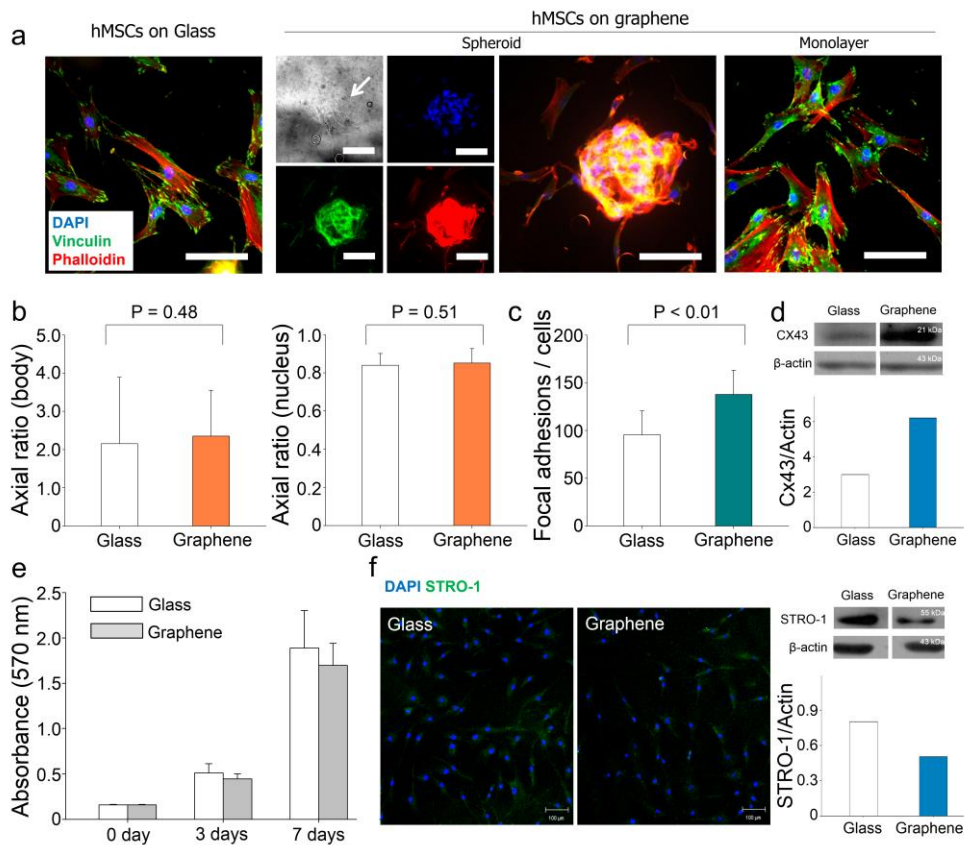 a
hMSCs on Glass
hMSCs on graphene
Spheroid
Monolayer
DAPI
Vinculin
Phalloidin
b
P = 0.48
Axial ratio (body)
4.0
3.0
2.0
1.0
0
Glass
Graphene
P = 0.51
Axial ratio (nucleus)
1.0
0.8
0.6
0.4
0.2
0
Glass
Graphene
c
P < 0.01
Focal adhesions / cells
200
150
100
50
0
Glass
Graphene
d
Glass Graphene
CX43
21 kDa
β-actin
43 kDa
Cx43/Actin
6
4
2
0
Glass
Graphene
e
Absorbance (570 nm)
2.5
2.0
1.5
1.0
0.5
0
Glass
Graphene
0 day
3 days
7 days
f
DAPI STRO-1
Glass
100 μm
Graphene
100 μm
Glass Graphene
STRO-1
55 kDa
β-actin
43 kDa
STRO-1/Actin
0.9
0.6
0.3
0
Glass
Graphene